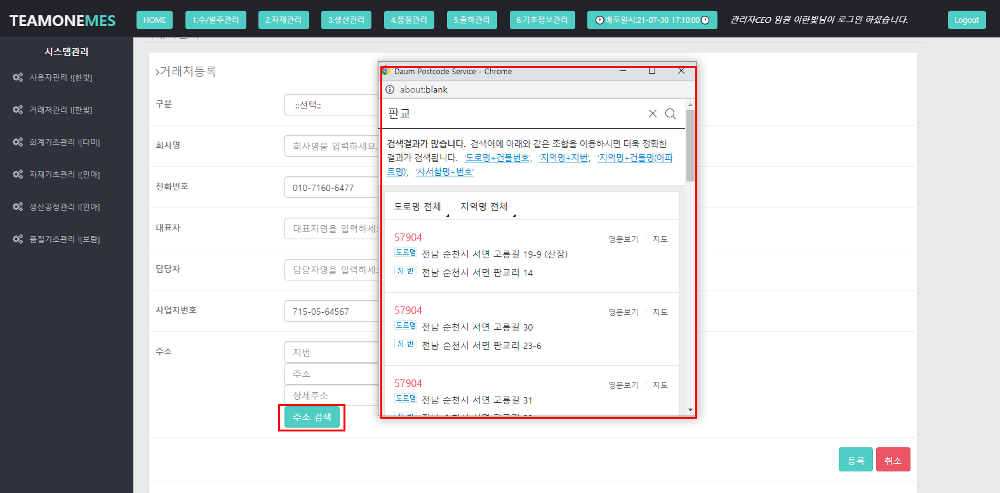 TEAMONEMES
HOME
1.수/발주관리
2.자재관리
3.생산관리
4.품질관리
5.출하관리
6.기초정보관리
배포일시:21-07-30 17:10:00
관리자CEO 임원 이한빛님이 로그인 하셨습니다.
Logout
시스템관리
사용자관리 ![한빛]
거래처관리 ![한빛]
회계기초관리 ![다미]
자재기초관리 ![민아]
생산공정관리 ![민아]
품질기초관리 ![보람]
>거래처등록
구분
::선택::
회사명
회사명을 입력하세요.
전화번호
010-7160-6477
대표자
대표자명을 입력하세요
담당자
담당자명을 입력하세요
사업자번호
715-05-64567
주소
지번
주소
상세주소
주소 검색
등록
취소
Daum Postcode Service - Chrome
about:blank
판교
검색결과가 많습니다. 검색어에 아래와 같은 조합을 이용하시면 더욱 정확한
결과가 검색됩니다. '도로명+건물번호', '지역명+지번', '지역명+건물명(아파
트명)', '사서함명+번호'
도로명 전체
지역명 전체
57904
영문보기
지도
도로명 전남 순천시 서면 고룡길 19-9 (산장)
지번 전남 순천시 서면 판교리 14
57904
영문보기
지도
도로명 전남 순천시 서면 고룡길 30
지번 전남 순천시 서면 판교리 23-6
57904
영문보기
지도
도로명 전남 순천시 서면 고룡길 31